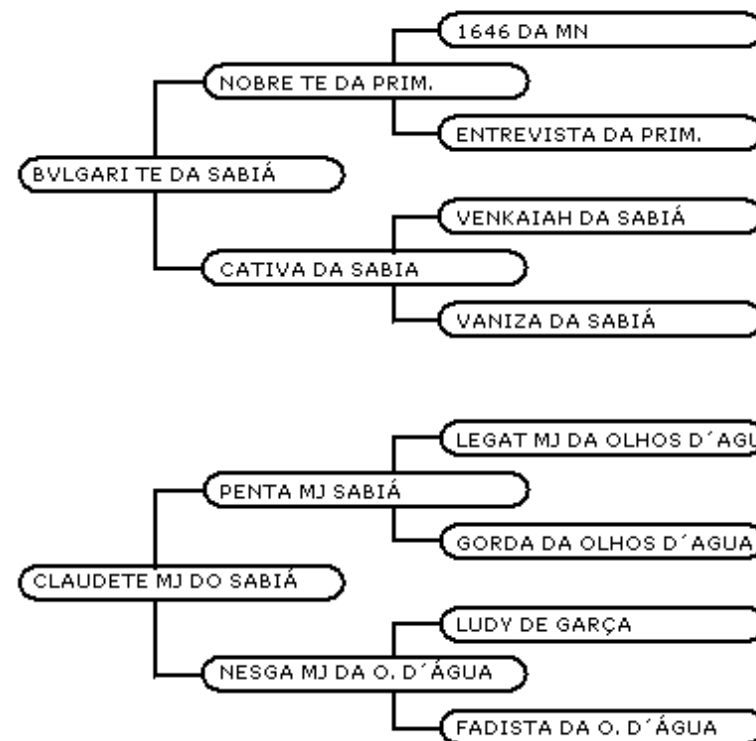 1646 DA MN
NOBRE TE DA PRIM.
ENTREVISTA DA PRIM.
BVLGARI TE DA SABIÁ
VENKAIAH DA SABIÁ
CATIVA DA SABIA
VANIZA DA SABIÁ
LEGAT MJ DA OLHOS D´AGU
PENTA MJ SABIÁ
GORDA DA OLHOS D´AGUA
CLAUDETE MJ DO SABIÁ
LUDY DE GARÇA
NESGA MJ DA O. D´ÁGUA
FADISTA DA O. D´ÁGUA